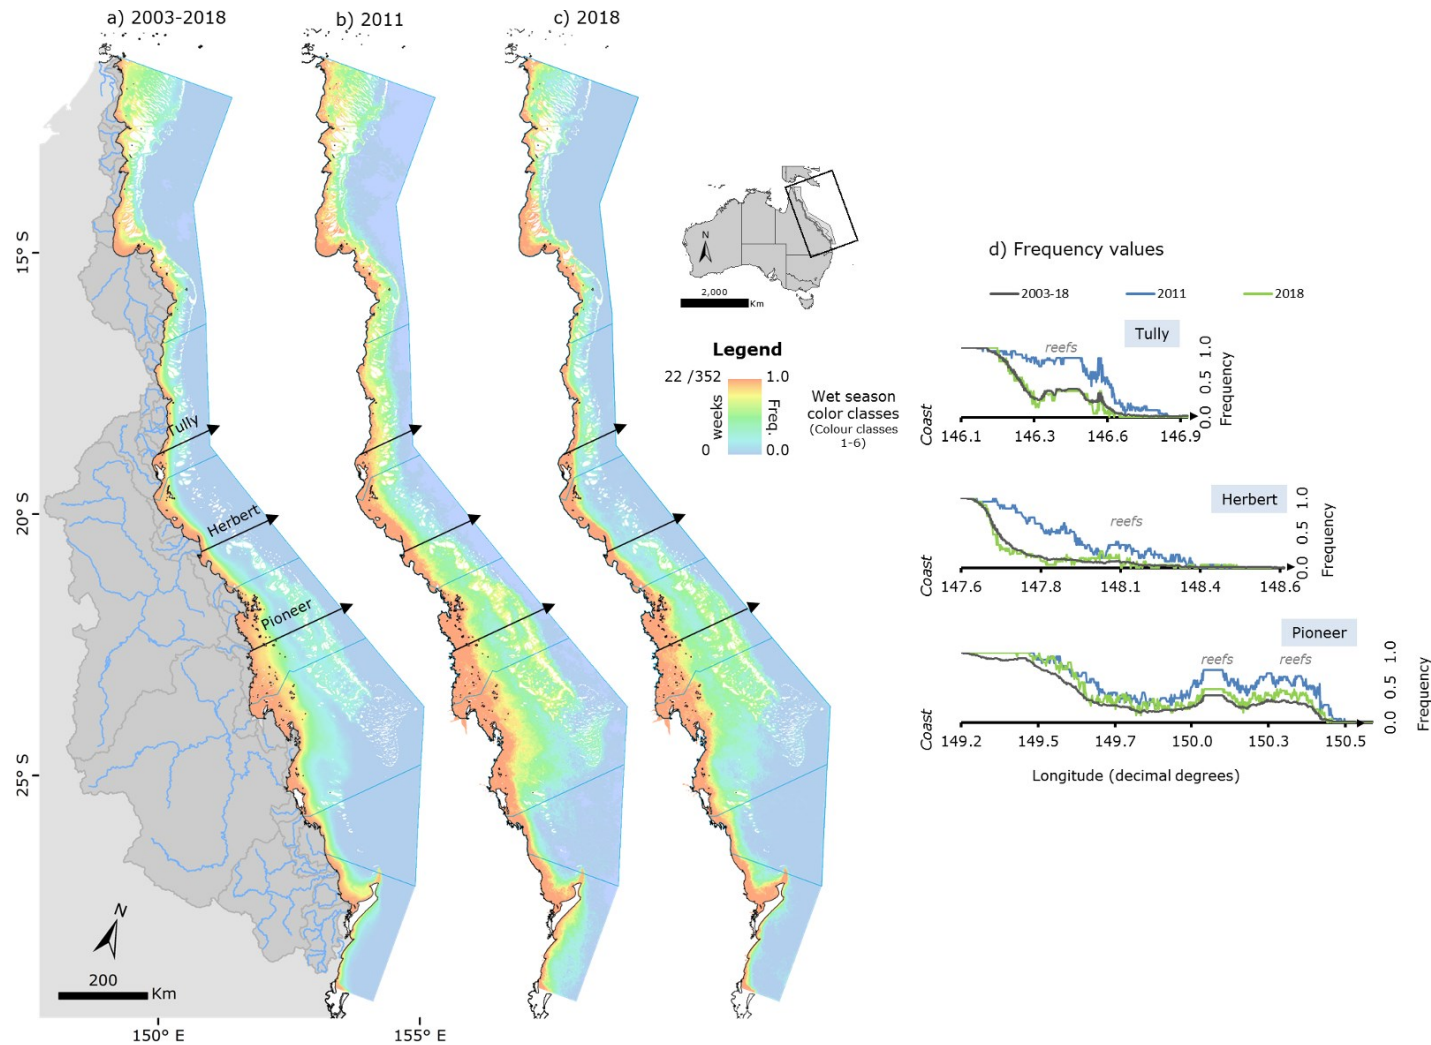 a) 2003-2018
b) 2011
c) 2018
15° S
20° S
25° S
Tully
Herbert
Pioneer
N
200
Km
150° E
155° E
N
2,000
Km
Legend
22 /352
1.0
weeks
Freq.
0
0.0
Wet season
color classes
(Colour classes
1-6)
d) Frequency values
2003-18
2011
2018
Tully
reefs
0.0 0.5 1.0
Frequency
Coast
146.1 146.3 146.6 146.9
Herbert
reefs
0.0 0.5 1.0
Frequency
Coast
147.6 147.8 148.1 148.4 148.6
Pioneer
reefs reefs
0.0 0.5 1.0
Frequency
Coast
149.2 149.5 149.7 150.0 150.3 150.5
Longitude (decimal degrees)